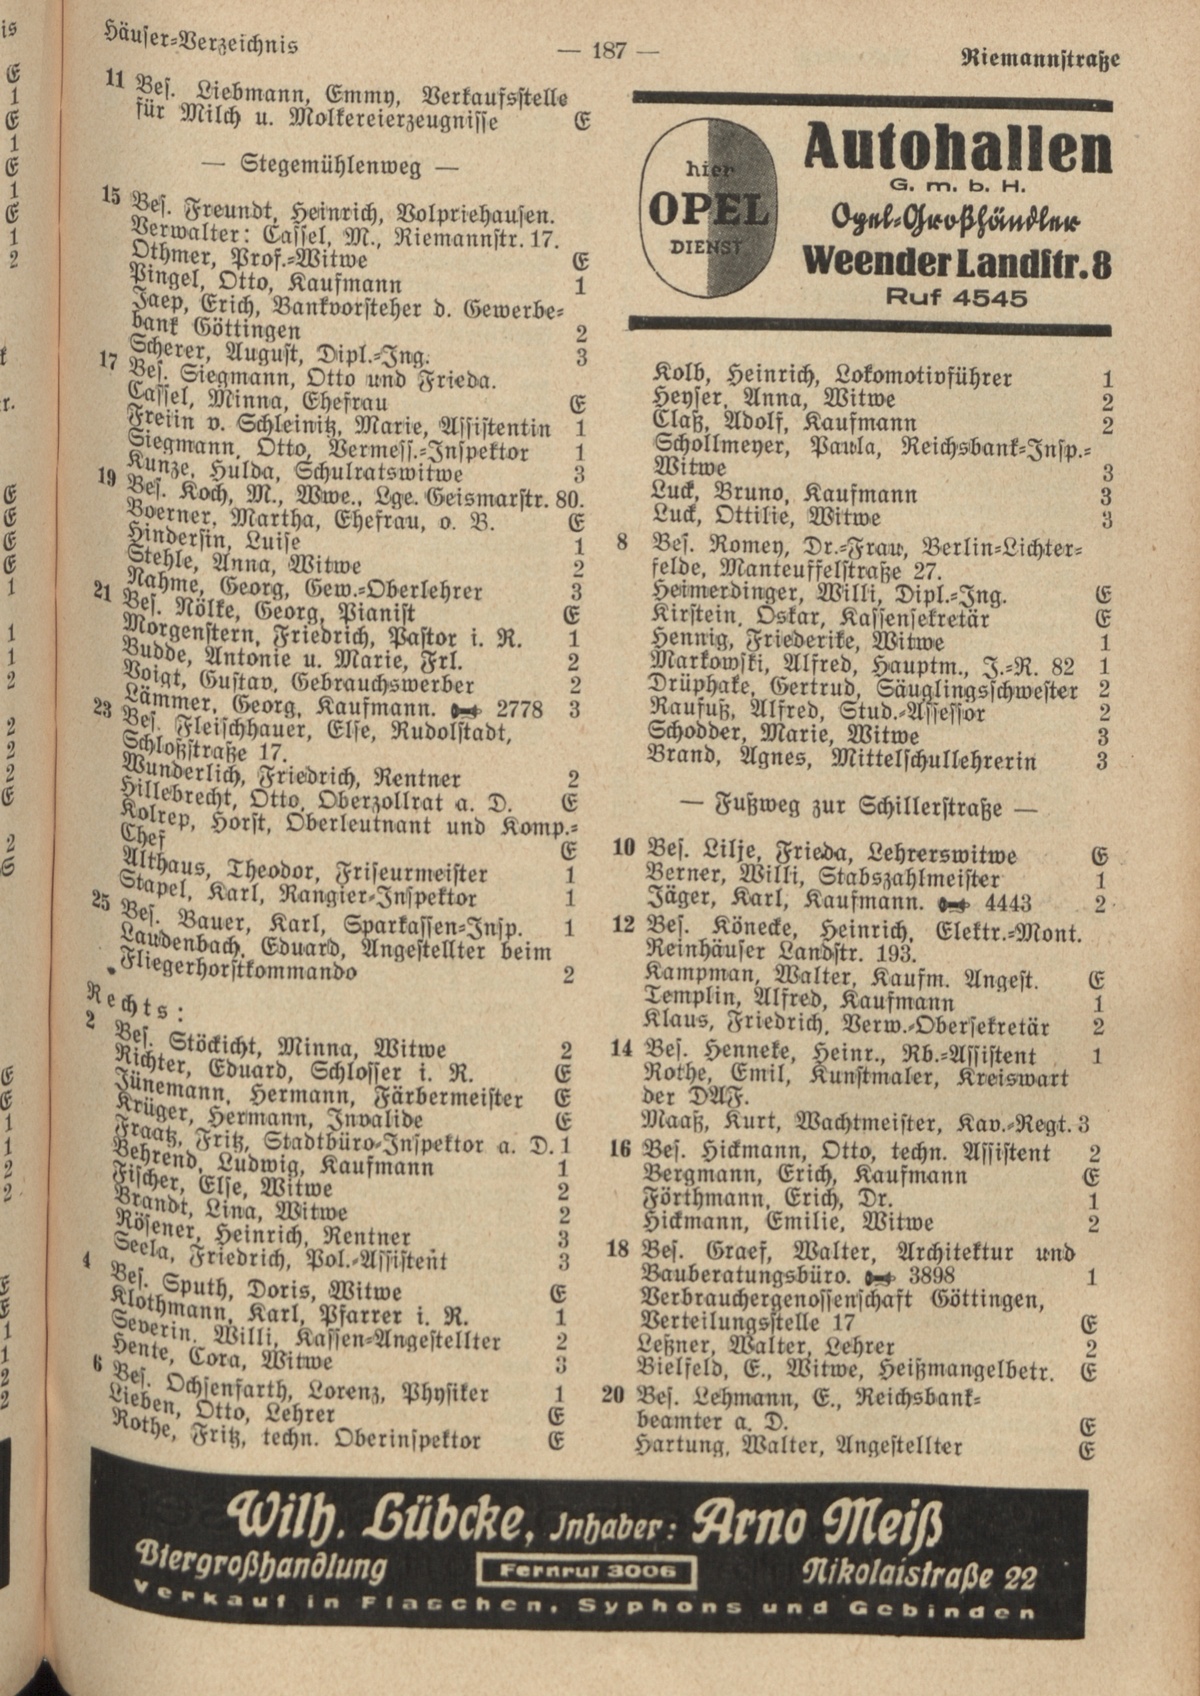 Häuser-Verzeichnis
— 187 —
Riemannstraße
11 Bes. Liebmann, Emmy, Verkaufsstelle
für Milch u. Molkereierzeugnisse E
— Stegemühlenweg —
15 Bes. Freundt, Heinrich, Volpriehausen.
Verwalter: Cassel, M., Riemannstr. 17.
Othmer, Prof.-Witwe E
Pingel, Otto, Kaufmann 1
Jaep, Erich, Bankvorsteher d. Gewerbe-
bank Göttingen 2
Scherer, August, Dipl.-Ing. 3
17 Bes. Siegmann, Otto und Frieda.
Cassel, Minna, Ehefrau E
Freiin v. Schleinitz, Marie, Assistentin 1
Siegmann, Otto, Vermess.-Inspektor 1
Kunze, Hulda, Schulratswitwe 3
19 Bes. Koch, M., Wwe., Lge. Geismarstr. 80.
Boerner, Martha, Ehefrau, o. B. E
Hindersin, Luise 1
Stehle, Anna, Witwe 2
Nahme, Georg, Gew.-Oberlehrer 3
21 Bes. Nölke, Georg, Pianist E
Morgenstern, Friedrich, Pastor i. R. 1
Budde, Antonie u. Marie, Frl. 2
Voigt, Gustav, Gebrauchswerber 2
Lämmer, Georg, Kaufmann. 2778 3
23 Bes. Fleischhauer, Else, Rudolstadt,
Schloßstraße 17.
Wunderlich, Friedrich, Rentner 2
Hillebrecht, Otto, Oberzollrat a. D. E
Kolrep, Horst, Oberleutnant und Komp.-
Chef E
Althaus, Theodor, Friseurmeister 1
Stapel, Karl, Rangier-Inspektor 1
25 Bes. Bauer, Karl, Sparkassen-Insp. 1
Laudenbach, Eduard, Angestellter beim
Fliegerhorstkommando 2
Rechts:
2 Bes. Stöckicht, Minna, Witwe 2
Richter, Eduard, Schlosser i. R. E
Jünemann, Hermann, Färbermeister E
Krüger, Hermann, Invalide E
Fraatz, Fritz, Stadtbüro-Inspektor a. D. 1
Behrend, Ludwig, Kaufmann 1
Fischer, Else, Witwe 2
Brandt, Lina, Witwe 2
Rösener, Heinrich, Rentner 3
Seela, Friedrich, Pol.-Assistent 3
4 Bes. Sputh, Doris, Witwe E
Klothmann, Karl, Pfarrer i. R. 1
Severin, Willi, Kassen-Angestellter 2
Hente, Cora, Witwe 3
6 Bes. Ochsenfarth, Lorenz, Physiker 1
Lieben, Otto, Lehrer E
Rothe, Fritz, techn. Oberinspektor E
hier
OPEL
DIENST
Autohallen
G. m. b. H.
Opel-Großhändler
Weender Landstr. 8
Ruf 4545
Kolb, Heinrich, Lokomotivführer 1
Heyser, Anna, Witwe 2
Claß, Adolf, Kaufmann 2
Schollmeyer, Paula, Reichsbank-Insp.-
Witwe 3
Luck, Bruno, Kaufmann 3
Luck, Ottilie, Witwe 3
8 Bes. Romey, Dr.-Frau, Berlin-Lichter-
felde, Manteuffelstraße 27.
Heimerdinger, Willi, Dipl.-Ing. E
Kirstein, Oskar, Kassensekretär E
Hennig, Friederike, Witwe 1
Markowski, Alfred, Hauptm., J.-R. 82 1
Drüphake, Gertrud, Säuglingsschwester 2
Raufuß, Alfred, Stud.-Assessor 2
Schodder, Marie, Witwe 3
Brand, Agnes, Mittelschullehrerin 3
— Fußweg zur Schillerstraße —
10 Bes. Lilje, Frieda, Lehrerswitwe E
Berner, Willi, Stabszahlmeister 1
Jäger, Karl, Kaufmann. 4443 2
12 Bes. Könecke, Heinrich, Elektr.-Mont.
Reinhäuser Landstr. 193.
Kampman, Walter, Kaufm. Angest. E
Templin, Alfred, Kaufmann 1
Klaus, Friedrich, Verw.-Obersekretär 2
14 Bes. Henneke, Heinr., Rb.-Assistent 1
Rothe, Emil, Kunstmaler, Kreiswart
der DAF.
Maaß, Kurt, Wachtmeister, Kav.-Regt. 3
16 Bes. Hickmann, Otto, techn. Assistent 2
Bergmann, Erich, Kaufmann E
Förthmann, Erich, Dr. 1
Hickmann, Emilie, Witwe 2
18 Bes. Graef, Walter, Architektur und
Bauberatungsbüro. 3898 1
Verbrauchergenossenschaft Göttingen,
Verteilungsstelle 17 E
Leßner, Walter, Lehrer 2
Bielfeld, E., Witwe, Heißmangelbetr. E
20 Bes. Lehmann, E., Reichsbank-
beamter a. D. E
Hartung, Walter, Angestellter E
Wilh. Lübcke, Inhaber: Arno Meiß
Biergroßhandlung Fernruf 3006 Nikolaistraße 22
Verkauf in Flaschen, Syphons und Gebinden